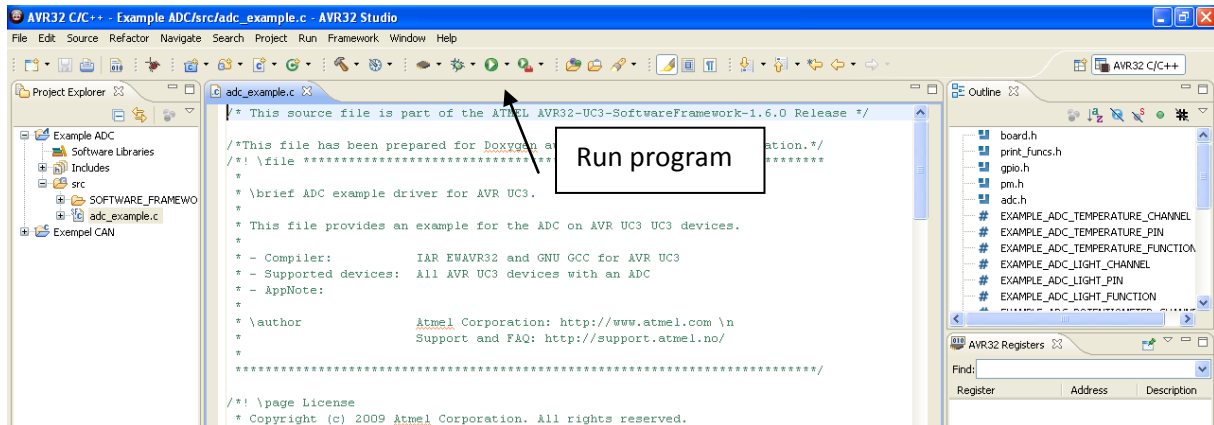 AVR32 C/C++ - Example ADC/src/adc_example.c - AVR32 Studio
File Edit Source Refactor Navigate Search Project Run Framework Window Help
AVR32 C/C++
Project Explorer
Example ADC
Software Libraries
Includes
src
SOFTWARE_FRAMEWO
adc_example.c
Exempel CAN
adc_example.c
/* This source file is part of the ATMEL AVR32-UC3-SoftwareFramework-1.6.0 Release */
/*This file has been prepared for Doxygen au ation.*/
/*! \file ******************************************************************
*
* \brief ADC example driver for AVR UC3.
*
* This file provides an example for the ADC on AVR UC3 UC3 devices.
*
* - Compiler: IAR EWAVR32 and GNU GCC for AVR UC3
* - Supported devices: All AVR UC3 devices with an ADC
* - AppNote:
*
* \author Atmel Corporation: http://www.atmel.com \n
* Support and FAQ: http://support.atmel.no/
*
***************************************************************************/
/*! \page License
* Copyright (c) 2009 Atmel Corporation. All rights reserved.
Run program
Outline
board.h
print_funcs.h
gpio.h
pm.h
adc.h
# EXAMPLE_ADC_TEMPERATURE_CHANNEL
# EXAMPLE_ADC_TEMPERATURE_PIN
# EXAMPLE_ADC_TEMPERATURE_FUNCTION
# EXAMPLE_ADC_LIGHT_CHANNEL
# EXAMPLE_ADC_LIGHT_PIN
# EXAMPLE_ADC_LIGHT_FUNCTION
AVR32 Registers
Find:
Register Address Description